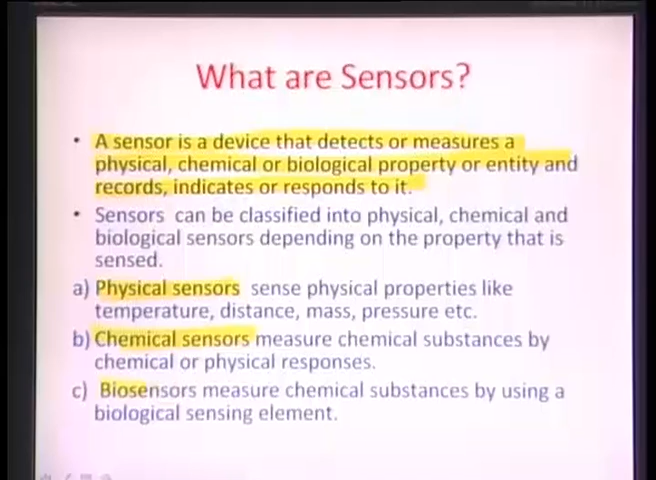 What are Sensors?
• A sensor is a device that detects or measures a
physical, chemical or biological property or entity and
records, indicates or responds to it.
• Sensors can be classified into physical, chemical and
biological sensors depending on the property that is
sensed.
a) Physical sensors sense physical properties like
temperature, distance, mass, pressure etc.
b) Chemical sensors measure chemical substances by
chemical or physical responses.
c) Biosensors measure chemical substances by using a
biological sensing element.